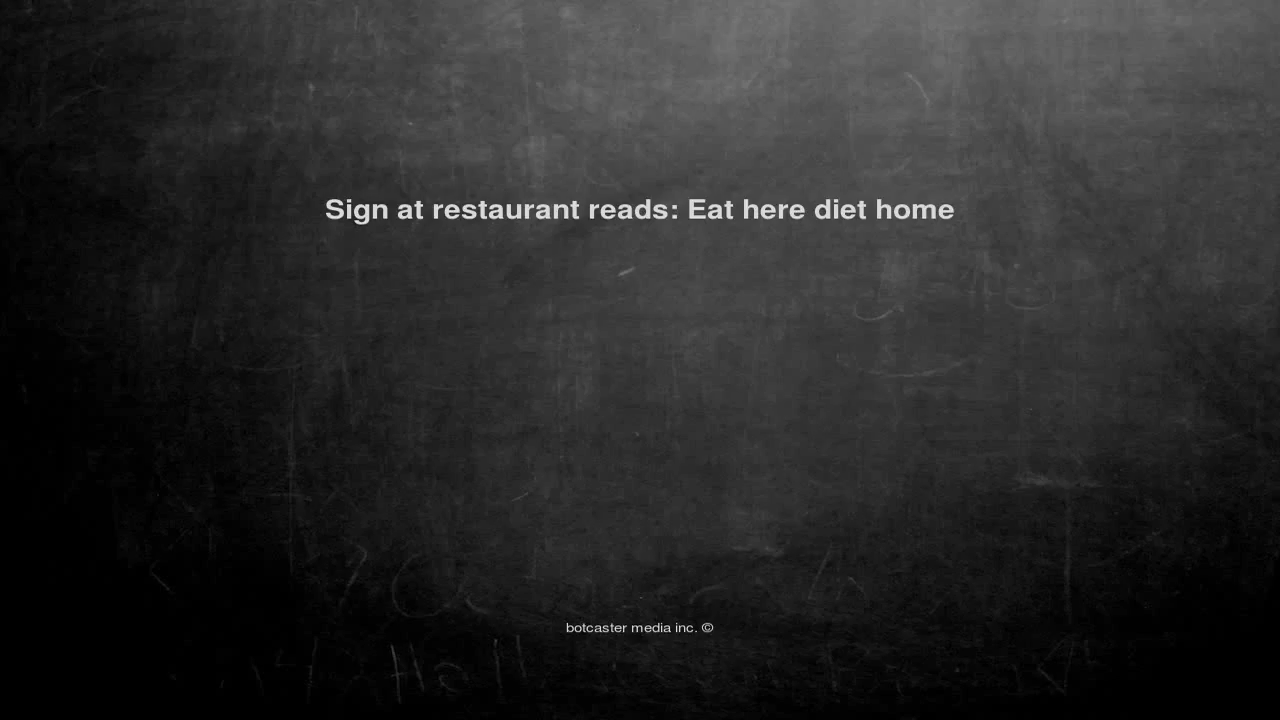 Sign at restaurant reads: Eat here diet home
botcaster media inc. ©